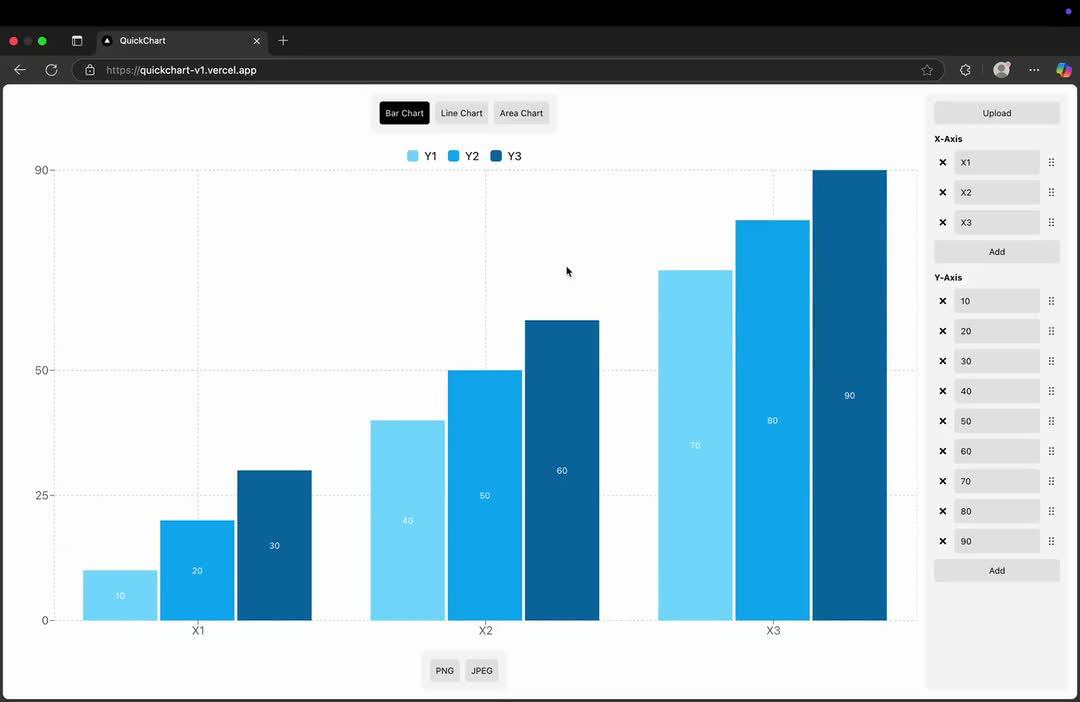 QuickChart
https://quickchart-v1.vercel.app
Bar Chart Line Chart Area Chart
Y1 Y2 Y3
90
50
25
0
10
20
30
40
50
60
70
80
90
X1 X2 X3
PNG JPEG
Upload
X-Axis
X1
X2
X3
Add
Y-Axis
10
20
30
40
50
60
70
80
90
Add